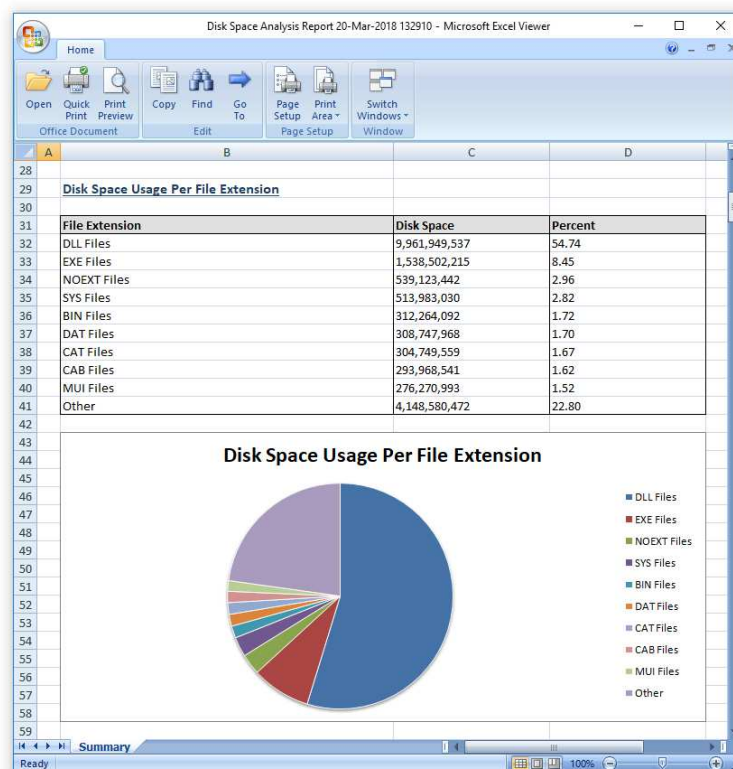 Disk Space Analysis Report 20-Mar-2018 132910 - Microsoft Excel Viewer
Home
Open
Quick Print
Print Preview
Copy
Find
Go To
Page Setup
Print Area
Switch Windows
Office Document
Edit
Page Setup
Window
A B C D
28
29 Disk Space Usage Per File Extension
30
31 File Extension Disk Space Percent
32 DLL Files 9,961,949,537 54.74
33 EXE Files 1,538,502,215 8.45
34 NOEXT Files 539,123,442 2.96
35 SYS Files 513,983,030 2.82
36 BIN Files 312,264,092 1.72
37 DAT Files 308,747,968 1.70
38 CAT Files 304,749,559 1.67
39 CAB Files 293,968,541 1.62
40 MUI Files 276,270,993 1.52
41 Other 4,148,580,472 22.80
42
43
44 Disk Space Usage Per File Extension
45
46 DLL Files
47 EXE Files
48 NOEXT Files
49
50 SYS Files
51 BIN Files
52 DAT Files
53 CAT Files
54
55 CAB Files
56 MUI Files
57 Other
58
59
Summary
Ready
100%